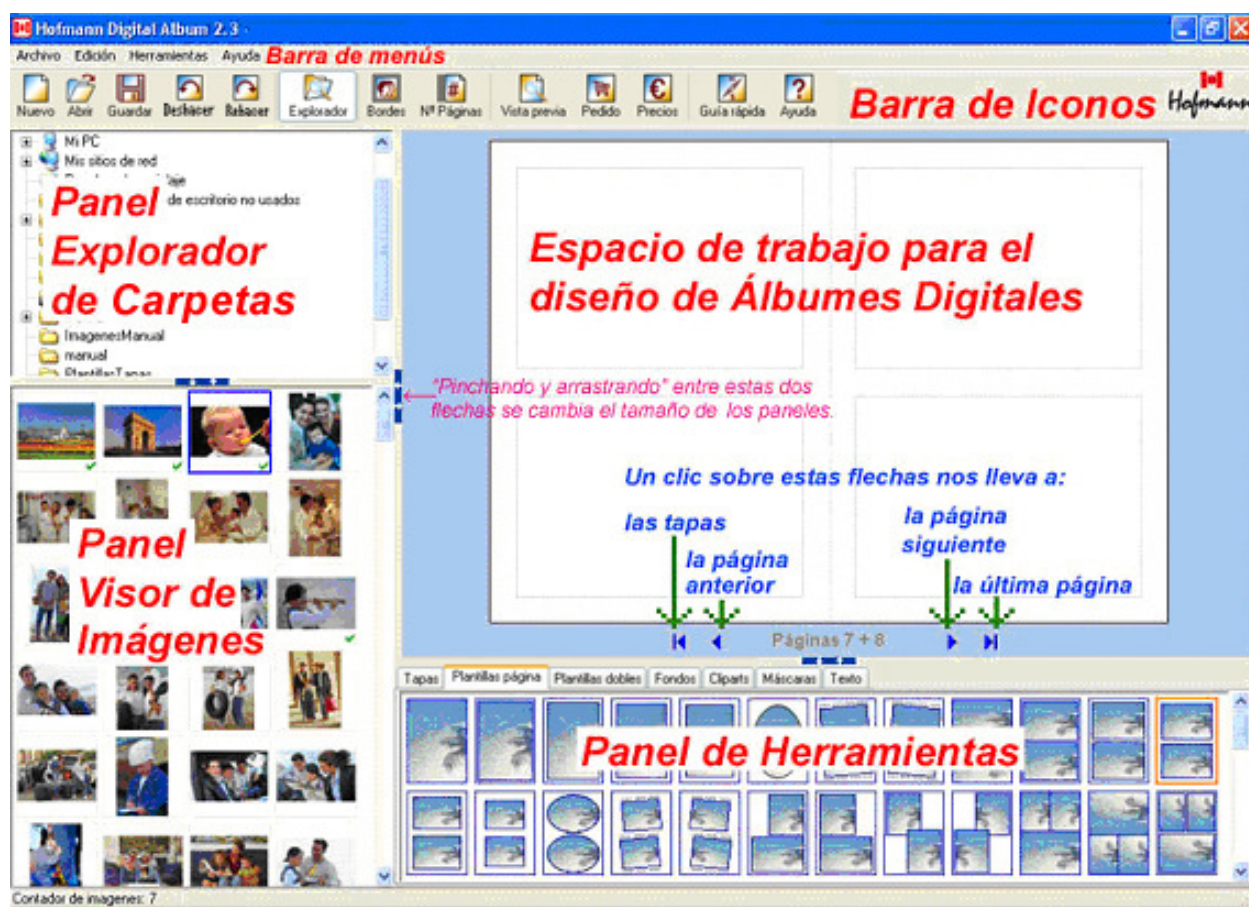 Hofmann Digital Album 2.3 -
Archivo Edición Herramientas Ayuda Barra de menús
Nuevo Abrir Guardar Deshacer Rehacer Explorador Bordes Nº Páginas Vista previa Pedido Precios Guía rápida Ayuda Barra de Iconos Hofmann
Mi PC
Mis sitios de red
de escritorio no usados
Panel
Explorador
de Carpetas
ImagenesManual
manual
PlantillasTapas
Espacio de trabajo para el
diseño de Álbumes Digitales
"Pinchando y arrastrando" entre estas dos
flechas se cambia el tamaño de los paneles.
Un clic sobre estas flechas nos lleva a:
las tapas
la página
anterior
la página
siguiente
la última página
Páginas 7 + 8
Panel
Visor de
Imágenes
Tapas Plantillas página Plantillas dobles Fondos Cliparts Máscaras Texto
Panel de Herramientas
Contador de imagenes: 7